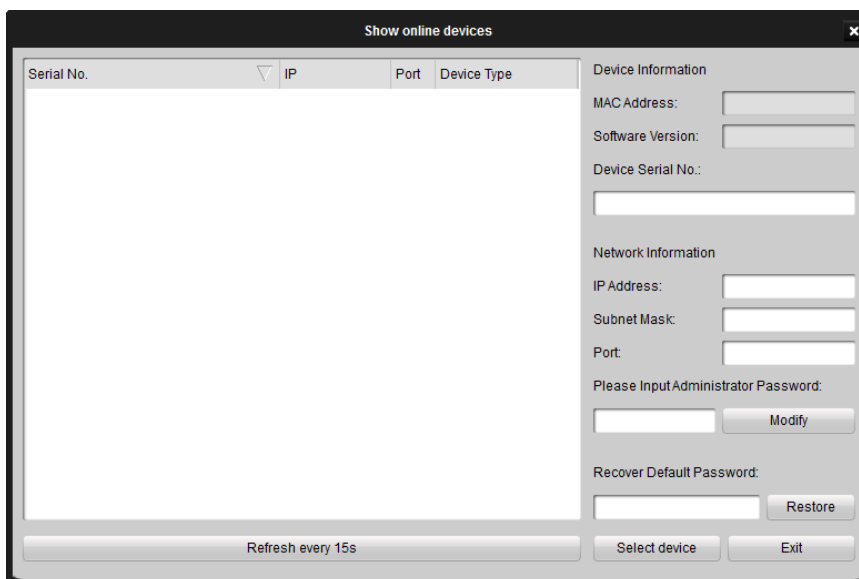 Show online devices
Serial No. IP Port Device Type
Device Information
MAC Address:
Software Version:
Device Serial No.:
Network Information
IP Address:
Subnet Mask:
Port:
Please Input Administrator Password:
Modify
Recover Default Password:
Restore
Refresh every 15s
Select device Exit